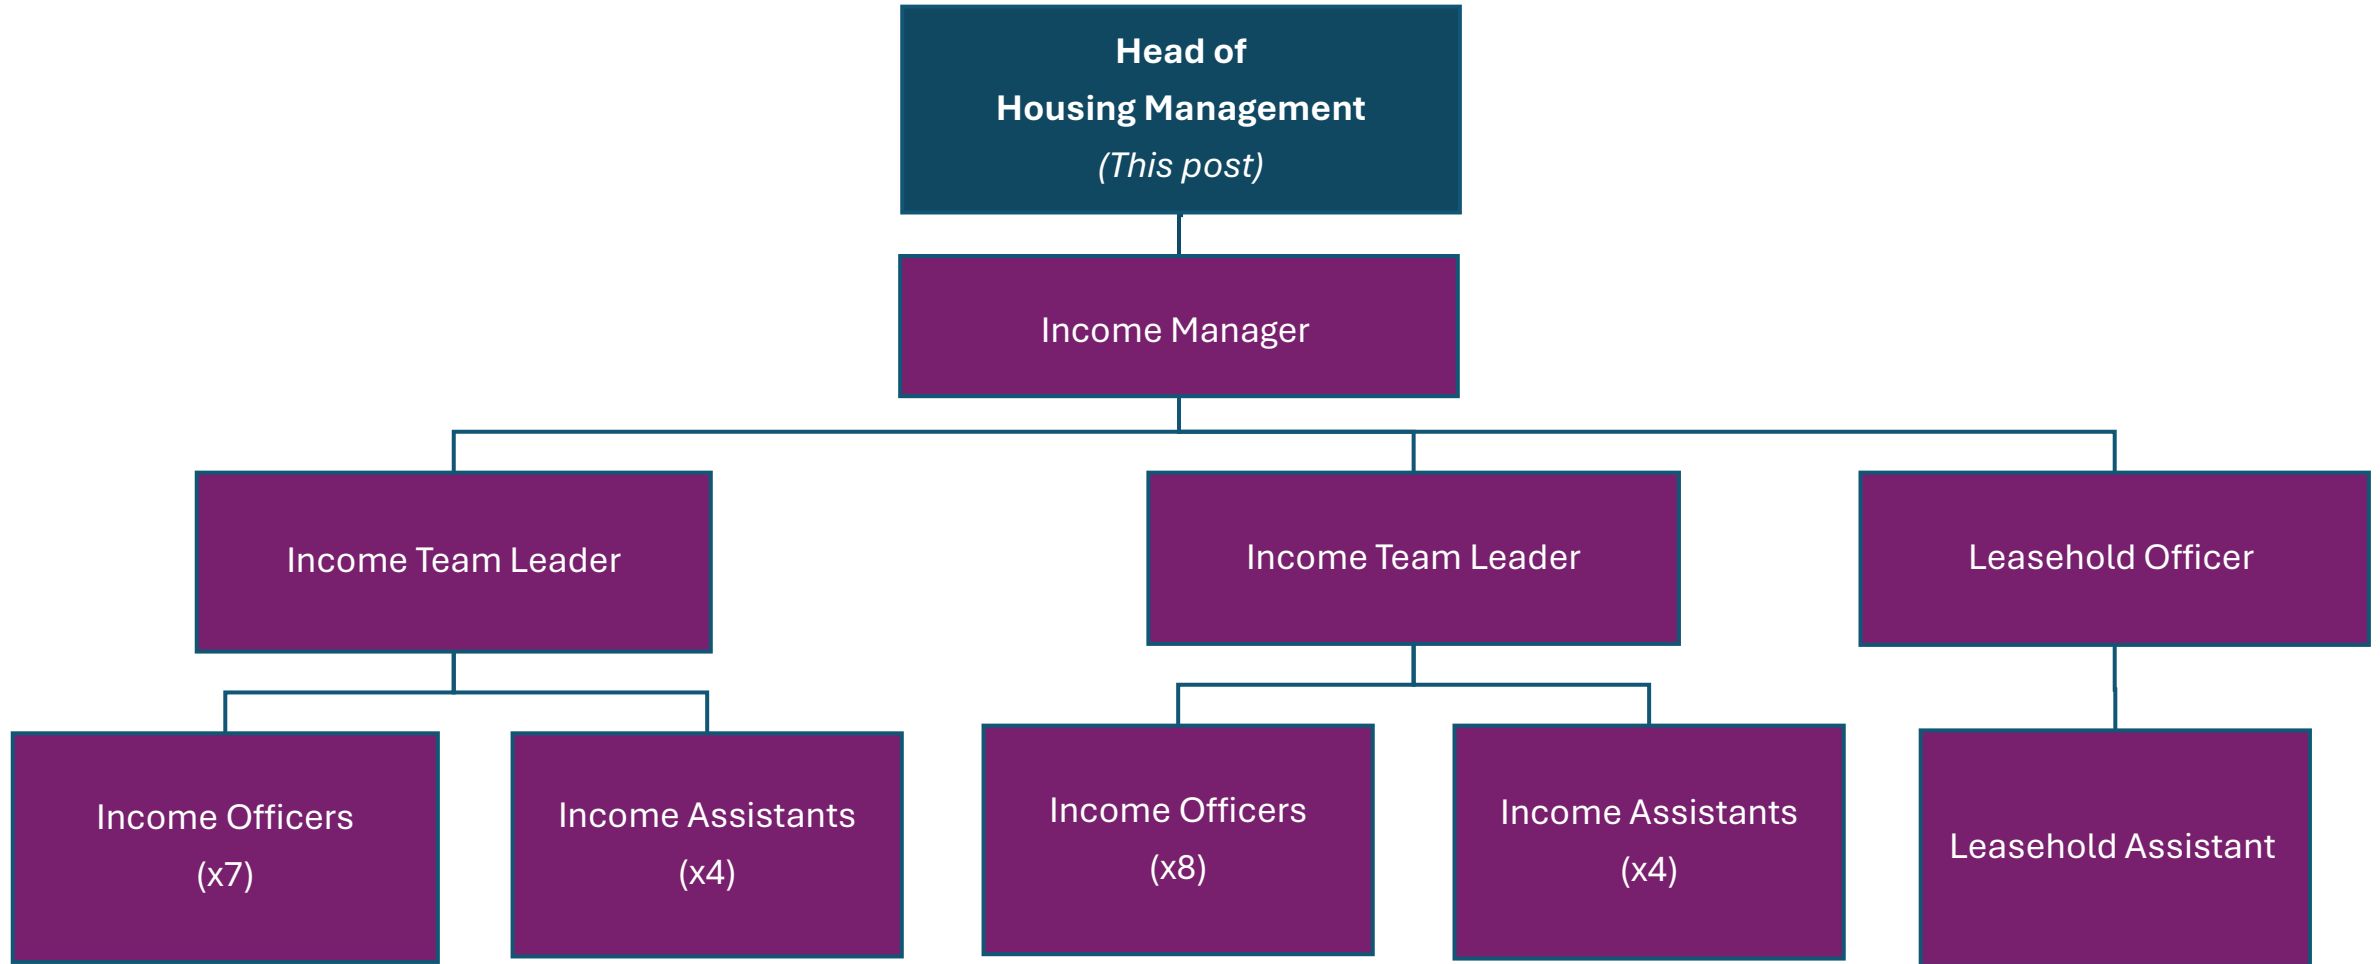 Head of
Housing Management
(This post)
Income Manager
Income Team Leader
Income Team Leader
Leasehold Officer
Income Officers
(x7)
Income Assistants
(x4)
Income Officers
(x8)
Income Assistants
(x4)
Leasehold Assistant